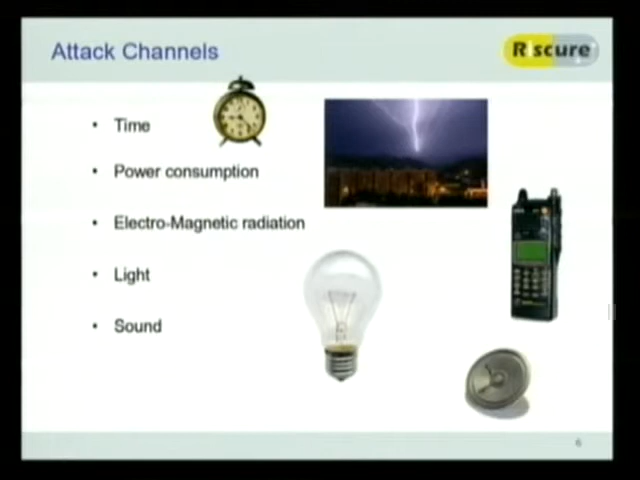 Attack Channels
Riscure
Time
Power consumption
Electro-Magnetic radiation
Light
Sound
6